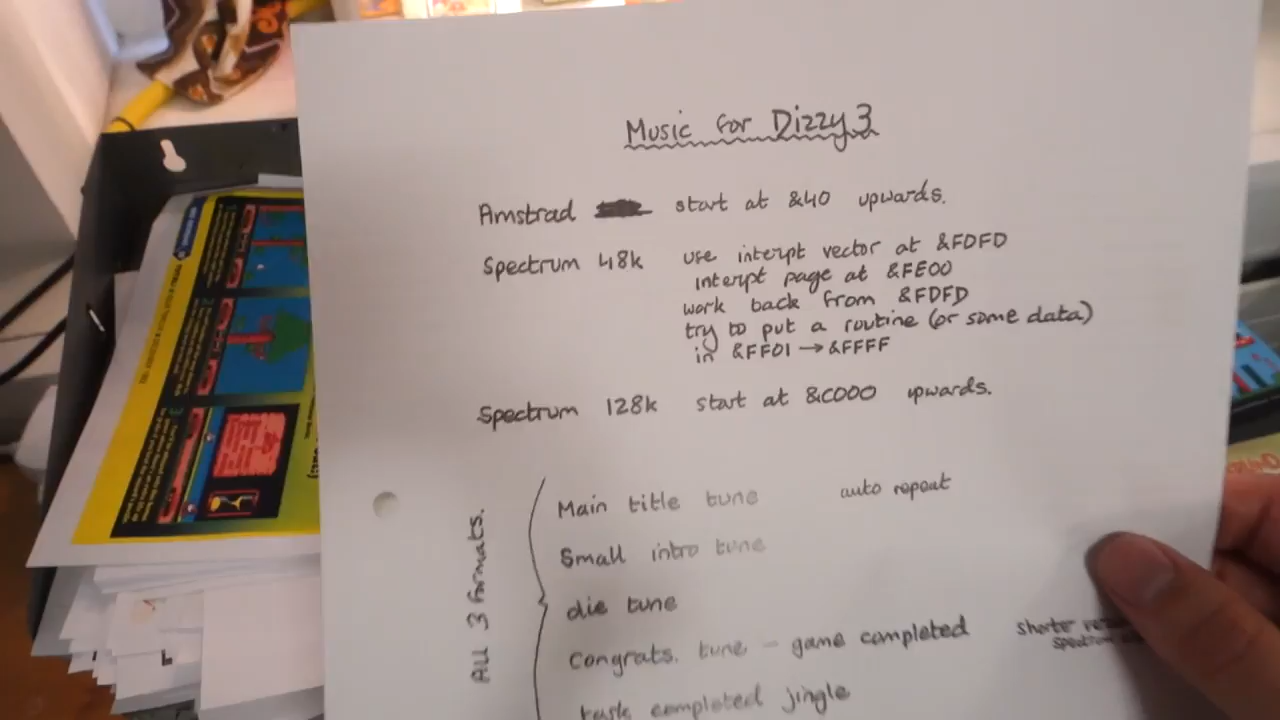 Music for Dizzy 3
Amstrad start at &40 upwards.
Spectrum 48k use interpt vector at &FDFD
interpt page at &FE00
work back from &FDFD
try to put a routine (or some data)
in &FF01 → &FFFF
Spectrum 128k start at &C000 upwards.
All 3 formats.
Main title tune auto repeat
Small intro tune
die tune
Congrats. tune - game completed shorter
spectrum
task completed jingle